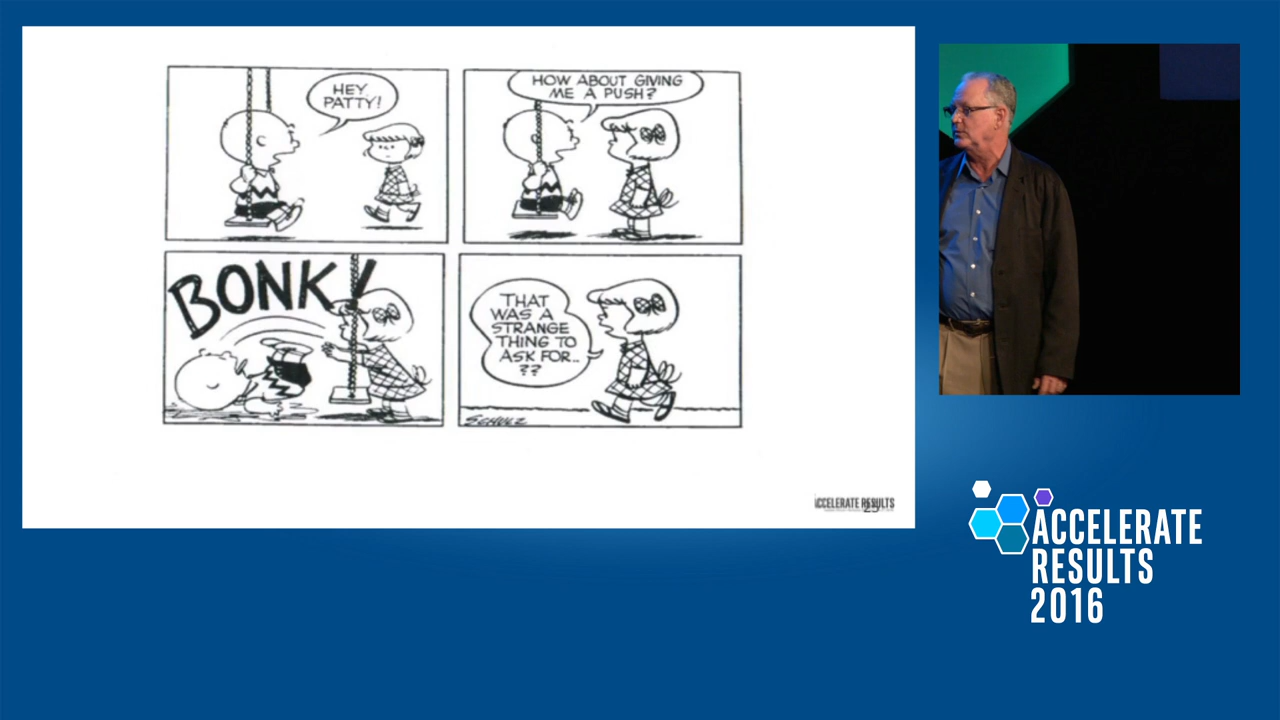 HEY,
PATTY!
HOW ABOUT GIVING
ME A PUSH?
BONK!
THAT
WAS A
STRANGE
THING TO
ASK FOR..
??
SCHULZ
ACCELERATE RESULTS
23
ACCELERATE
RESULTS
2016